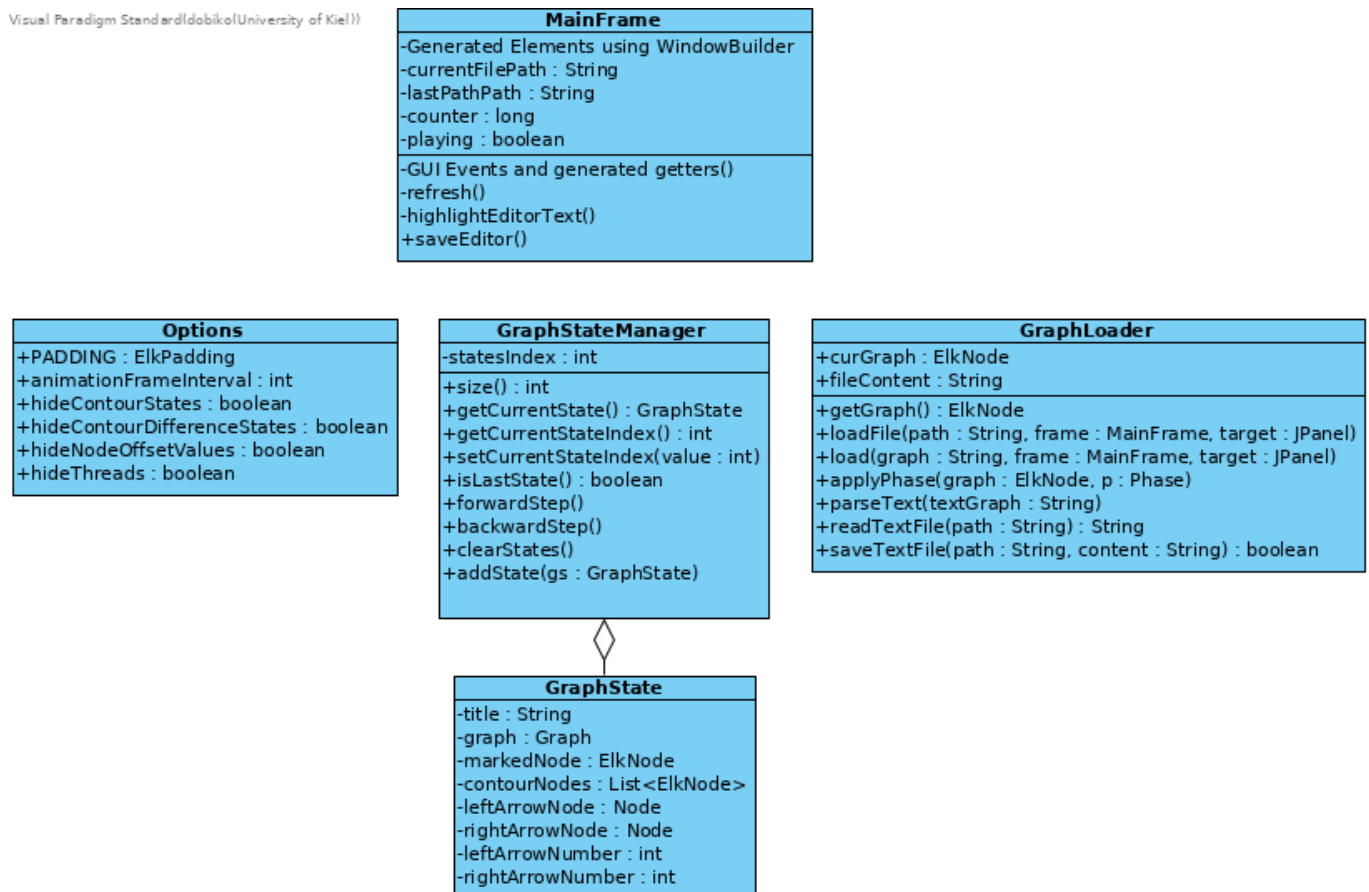 Visual Paradigm Standard(dobiko(University of Kiel))
MainFrame
-Generated Elements using WindowBuilder
-currentFilePath : String
-lastPathPath : String
-counter : long
-playing : boolean
-GUI Events and generated getters()
-refresh()
-highlightEditorText()
+saveEditor()
Options
+PADDING : ElkPadding
+animationFrameInterval : int
+hideContourStates : boolean
+hideContourDifferenceStates : boolean
+hideNodeOffsetValues : boolean
+hideThreads : boolean
GraphStateManager
-statesIndex : int
+size() : int
+getCurrentState() : GraphState
+getCurrentStateIndex() : int
+setCurrentStateIndex(value : int)
+isLastState() : boolean
+forwardStep()
+backwardStep()
+clearStates()
+addState(gs : GraphState)
GraphLoader
+curGraph : ElkNode
+fileContent : String
+getGraph() : ElkNode
+loadFile(path : String, frame : MainFrame, target : JPanel)
+load(graph : String, frame : MainFrame, target : JPanel)
+applyPhase(graph : ElkNode, p : Phase)
+parseText(textGraph : String)
+readTextFile(path : String) : String
+saveTextFile(path : String, content : String) : boolean
GraphState
-title : String
-graph : Graph
-markedNode : ElkNode
-contourNodes : List<ElkNode>
-leftArrowNode : Node
-rightArrowNode : Node
-leftArrowNumber : int
-rightArrowNumber : int